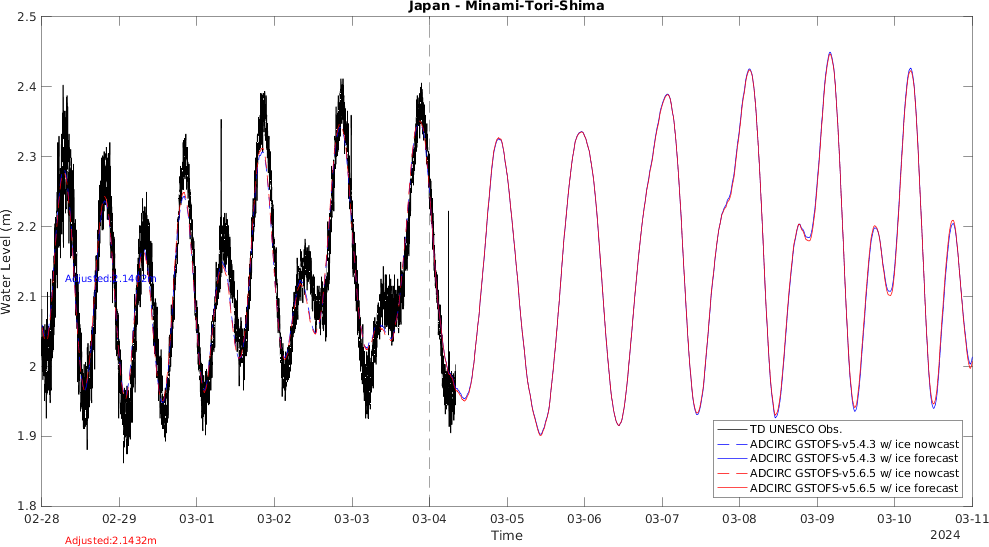 Japan - Minami-Tori-Shima
2.5
2.4
2.3
2.2
2.1
2
1.9
1.8
Water Level (m)
Adjusted:2.1462m
TD UNESCO Obs.
ADCIRC GSTOFS-v5.4.3 w/ ice nowcast
ADCIRC GSTOFS-v5.4.3 w/ ice forecast
ADCIRC GSTOFS-v5.6.5 w/ ice nowcast
ADCIRC GSTOFS-v5.6.5 w/ ice forecast
02-28 02-29 03-01 03-02 03-03 03-04 03-05 03-06 03-07 03-08 03-09 03-10 03-11
Time
2024
Adjusted:2.1432m